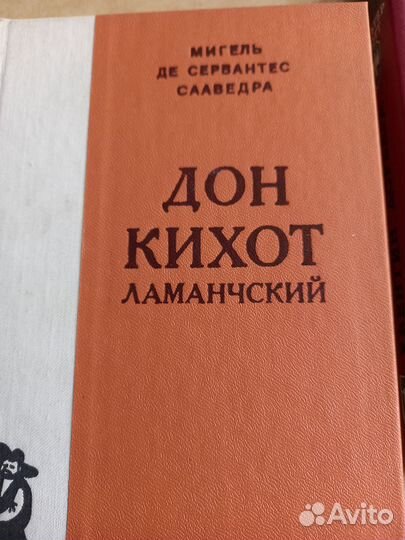 МИГЕЛЬ
ДЕ СЕРВАНТЕС
СААВЕДРА
ДОН
КИХОТ
ЛАМАНЧСКИЙ
Avito